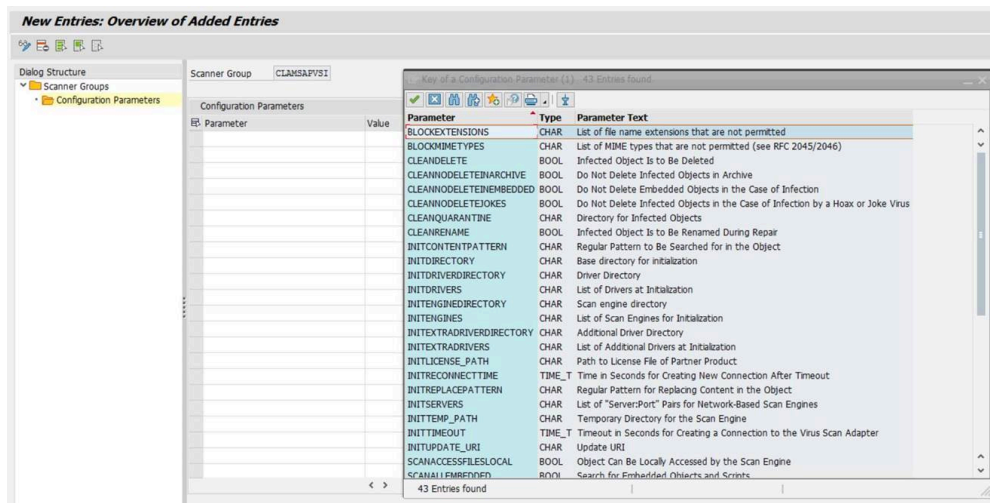 New Entries: Overview of Added Entries
Dialog Structure
Scanner Groups
Configuration Parameters
Scanner Group CLAMSAPVSI
Configuration Parameters
Parameter Value
Key of a Configuration Parameter (1) 43 Entries found
Parameter Type Parameter Text
BLOCKEXTENSIONS CHAR List of file name extensions that are not permitted
BLOCKMIMETYPES CHAR List of MIME types that are not permitted (see RFC 2045/2046)
CLEANDELETE BOOL Infected Object Is to Be Deleted
CLEANNODELETEINARCHIVE BOOL Do Not Delete Infected Objects in Archive
CLEANNODELETEINEMBEDDED BOOL Do Not Delete Embedded Objects in the Case of Infection
CLEANNODELETEJOKES BOOL Do Not Delete Infected Objects in the Case of Infection by a Hoax or Joke Virus
CLEANQUARANTINE CHAR Directory for Infected Objects
CLEANRENAME BOOL Infected Object Is to Be Renamed During Repair
INITCONTENTPATTERN CHAR Regular Pattern to Be Searched for in the Object
INITDIRECTORY CHAR Base directory for initialization
INITDRIVERDIRECTORY CHAR Driver Directory
INITDRIVERS CHAR List of Drivers at Initialization
INITENGINEDIRECTORY CHAR Scan engine directory
INITENGINES CHAR List of Scan Engines for Initialization
INITEXTRADRIVERDIRECTORY CHAR Additional Driver Directory
INITEXTRADRIVERS CHAR List of Additional Drivers at Initialization
INITLICENSE_PATH CHAR Path to License File of Partner Product
INITRECONNECTTIME TIME_T Time in Seconds for Creating New Connection After Timeout
INITREPLACEPATTERN CHAR Regular Pattern for Replacing Content in the Object
INITSERVERS CHAR List of "Server:Port" Pairs for Network-Based Scan Engines
INITTEMP_PATH CHAR Temporary Directory for the Scan Engine
INITTIMEOUT TIME_T Timeout in Seconds for Creating a Connection to the Virus Scan Adapter
INITUPDATE_URI CHAR Update URI
SCANACCESSFILESLOCAL BOOL Object Can Be Locally Accessed by the Scan Engine
SCANALLEMBEDDED BOOL Search for Embedded Objects and Scripts
43 Entries found